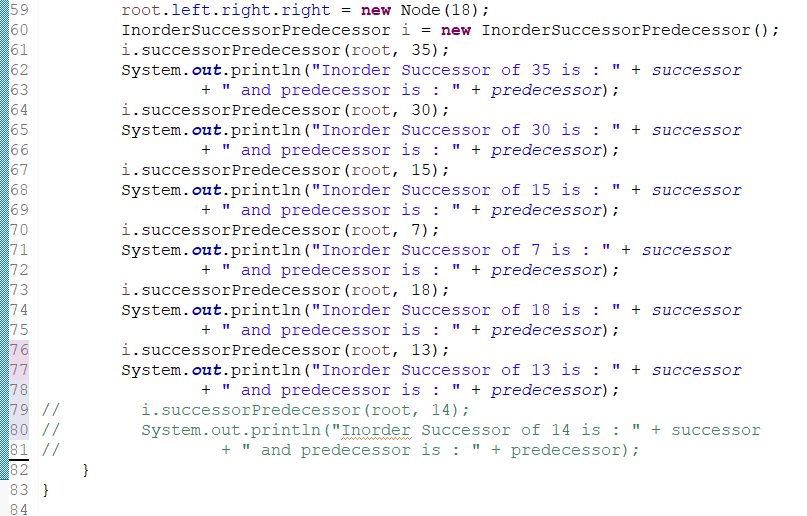 59         root.left.right.right = new Node(18);
60         InorderSuccessorPredecessor i = new InorderSuccessorPredecessor();
61         i.successorPredecessor(root, 35);
62         System.out.println("Inorder Successor of 35 is : " + successor
63                 + " and predecessor is : " + predecessor);
64         i.successorPredecessor(root, 30);
65         System.out.println("Inorder Successor of 30 is : " + successor
66                 + " and predecessor is : " + predecessor);
67         i.successorPredecessor(root, 15);
68         System.out.println("Inorder Successor of 15 is : " + successor
69                 + " and predecessor is : " + predecessor);
70         i.successorPredecessor(root, 7);
71         System.out.println("Inorder Successor of 7 is : " + successor
72                 + " and predecessor is : " + predecessor);
73         i.successorPredecessor(root, 18);
74         System.out.println("Inorder Successor of 18 is : " + successor
75                 + " and predecessor is : " + predecessor);
76         i.successorPredecessor(root, 13);
77         System.out.println("Inorder Successor of 13 is : " + successor
78                 + " and predecessor is : " + predecessor);
79 //        i.successorPredecessor(root, 14);
80 //        System.out.println("Inorder Successor of 14 is : " + successor
81 //                + " and predecessor is : " + predecessor);
82     }
83 }
84